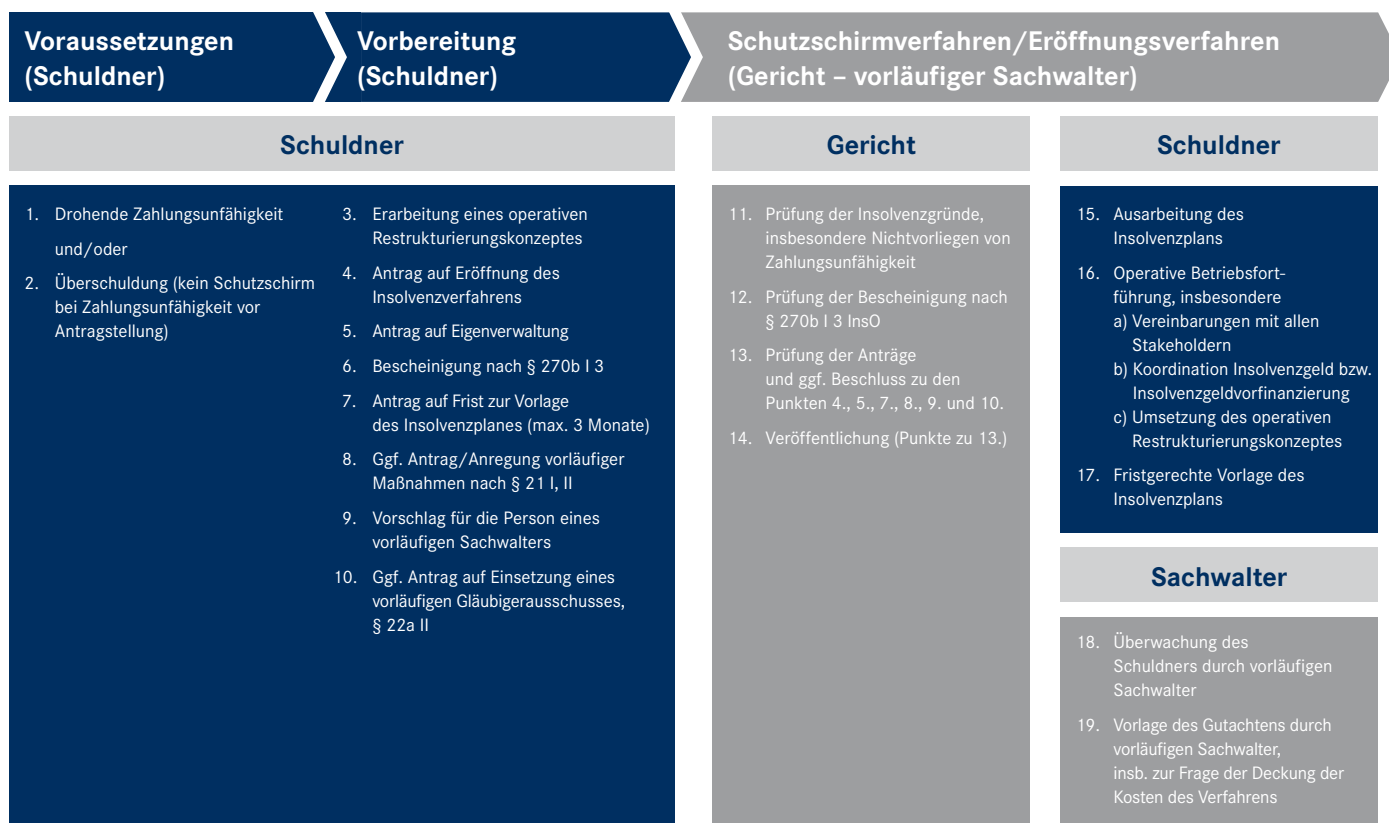 Voraussetzungen
(Schuldner)
Vorbereitung
(Schuldner)
Schutzschirmverfahren/Eröffnungsverfahren
(Gericht – vorläufiger Sachwalter)
Schuldner
1. Drohende Zahlungsunfähigkeit
und/oder
2. Überschuldung (kein Schutzschirm
bei Zahlungsunfähigkeit vor
Antragstellung)
3. Erarbeitung eines operativen
Restrukturierungskonzeptes
4. Antrag auf Eröffnung des
Insolvenzverfahrens
5. Antrag auf Eigenverwaltung
6. Bescheinigung nach § 270b I 3
7. Antrag auf Frist zur Vorlage
des Insolvenzplanes (max. 3 Monate)
8. Ggf. Antrag/Anregung vorläufiger
Maßnahmen nach § 21 I, II
9. Vorschlag für die Person eines
vorläufigen Sachwalters
10. Ggf. Antrag auf Einsetzung eines
vorläufigen Gläubigerausschusses,
§ 22a II
Gericht
11. Prüfung der Insolvenzgründe,
insbesondere Nichtvorliegen von
Zahlungsunfähigkeit
12. Prüfung der Bescheinigung nach
§ 270b I 3 InsO
13. Prüfung der Anträge
und ggf. Beschluss zu den
Punkten 4., 5., 7., 8., 9. und 10.
14. Veröffentlichung (Punkte zu 13.)
Schuldner
15. Ausarbeitung des
Insolvenzplans
16. Operative Betriebsfort-
führung, insbesondere
a) Vereinbarungen mit allen
Stakeholdern
b) Koordination Insolvenzgeld bzw.
Insolvenzgeldvorfinanzierung
c) Umsetzung des operativen
Restrukturierungskonzeptes
17. Fristgerechte Vorlage des
Insolvenzplans
Sachwalter
18. Überwachung des
Schuldners durch vorläufigen
Sachwalter
19. Vorlage des Gutachtens durch
vorläufigen Sachwalter,
insb. zur Frage der Deckung der
Kosten des Verfahrens